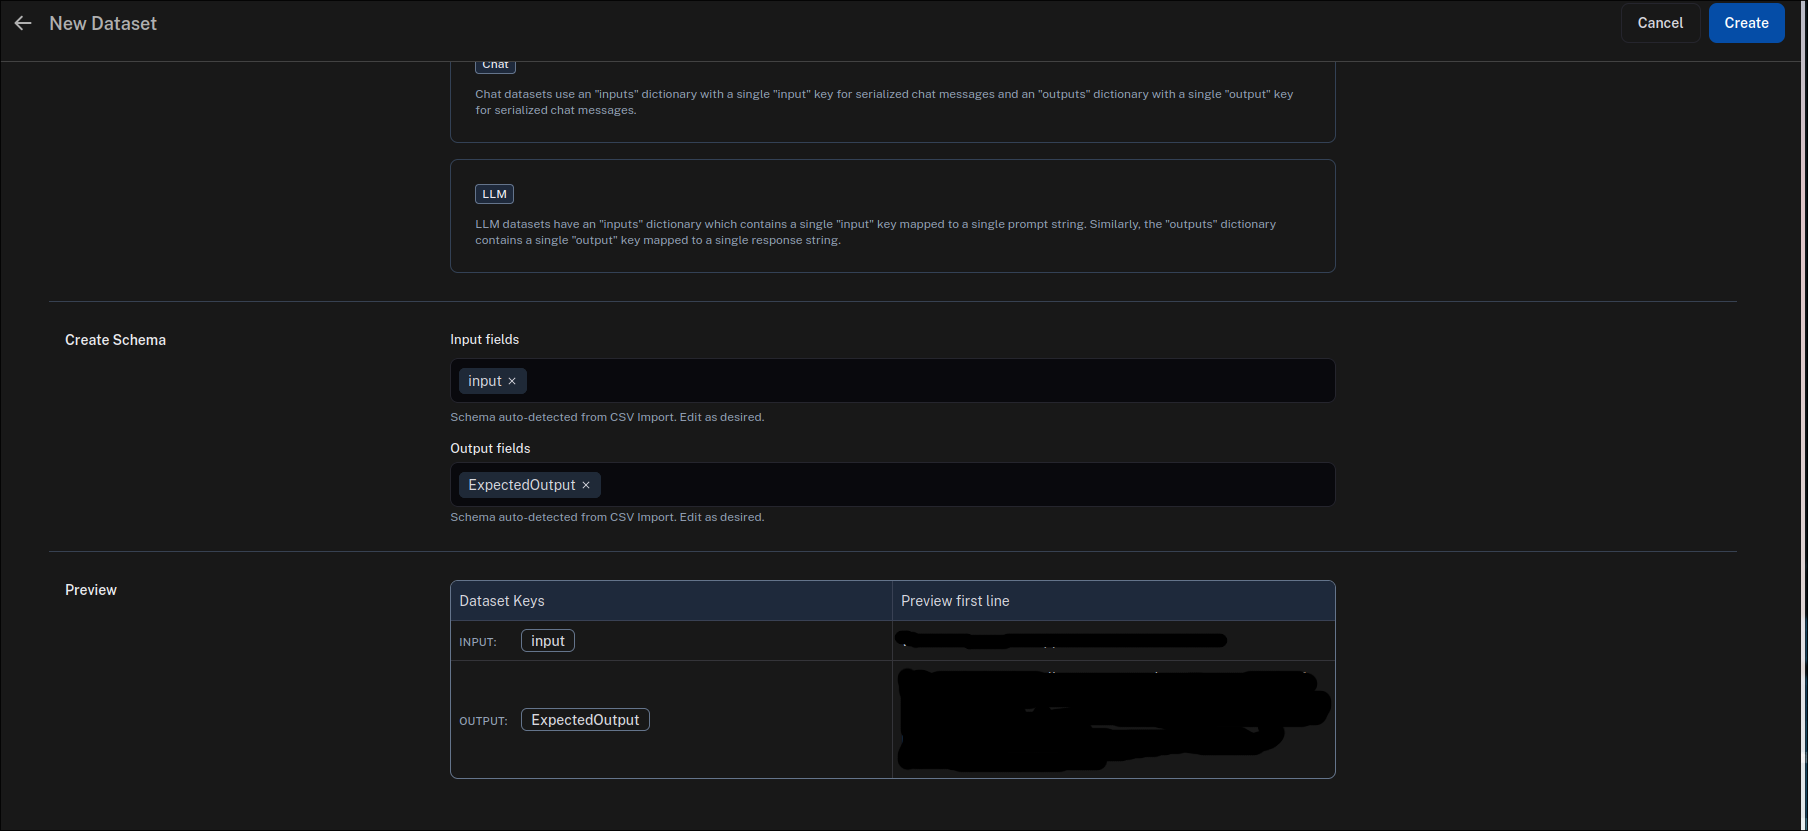 New Dataset
Cancel
Create
Chat
Chat datasets use an "inputs" dictionary with a single "input" key for serialized chat messages and an "outputs" dictionary with a single "output" key
for serialized chat messages.
LLM
LLM datasets have an "inputs" dictionary which contains a single "input" key mapped to a single prompt string. Similarly, the "outputs" dictionary
contains a single "output" key mapped to a single response string.
Create Schema
Input fields
input ×
Schema auto-detected from CSV Import. Edit as desired.
Output fields
ExpectedOutput ×
Schema auto-detected from CSV Import. Edit as desired.
Preview
Dataset Keys
Preview first line
INPUT: input
OUTPUT: ExpectedOutput